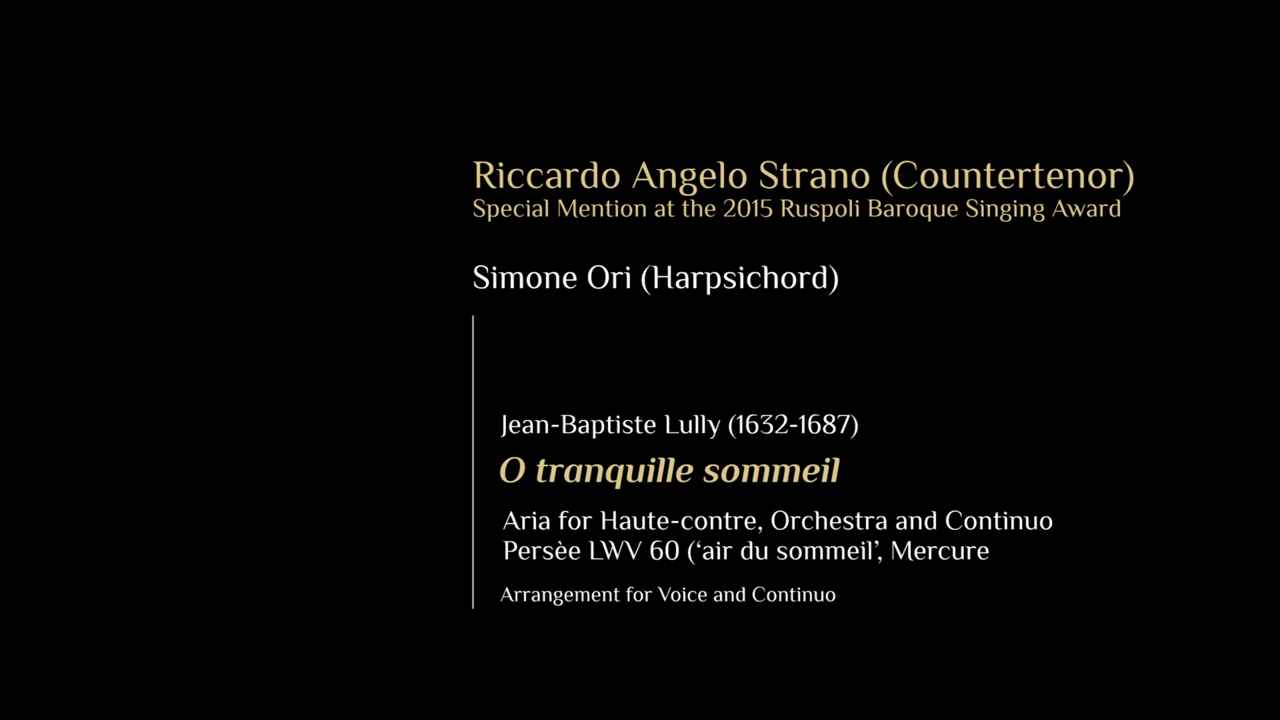 Riccardo Angelo Strano (Countertenor)
Special Mention at the 2015 Ruspoli Baroque Singing Award
Simone Ori (Harpsichord)
Jean-Baptiste Lully (1632-1687)
O tranquille sommeil
Aria for Haute-contre, Orchestra and Continuo
Persèe LWV 60 (‘air du sommeil’, Mercure
Arrangement for Voice and Continuo